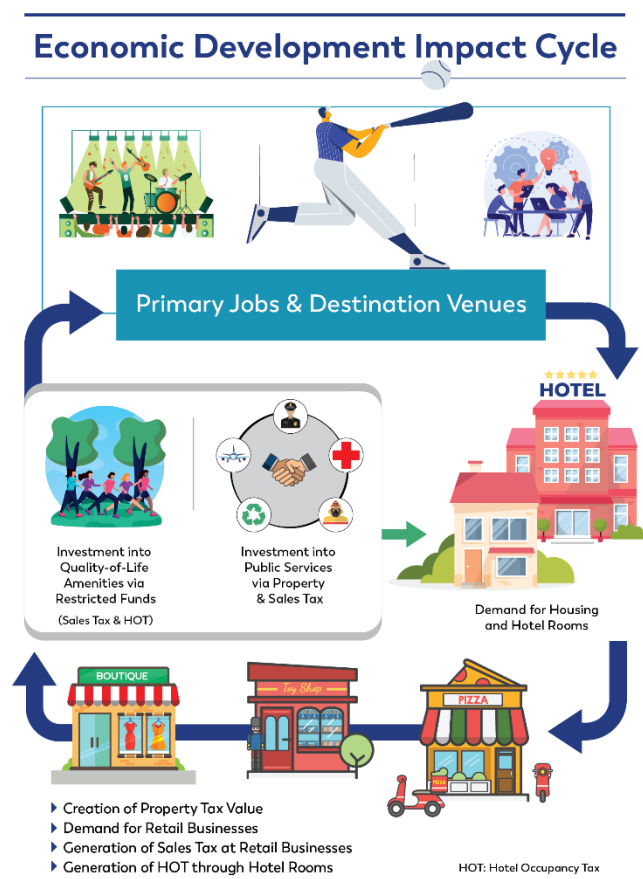 Economic Development Impact Cycle
Primary Jobs & Destination Venues
HOTEL
Investment into
Quality-of-Life
Amenities via
Restricted Funds
(Sales Tax & HOT)
Investment into
Public Services
via Property
& Sales Tax
Demand for Housing
and Hotel Rooms
BOUTIQUE
Toy Shop
PIZZA
PIZZA
Creation of Property Tax Value
Demand for Retail Businesses
Generation of Sales Tax at Retail Businesses
Generation of HOT through Hotel Rooms
HOT: Hotel Occupancy Tax